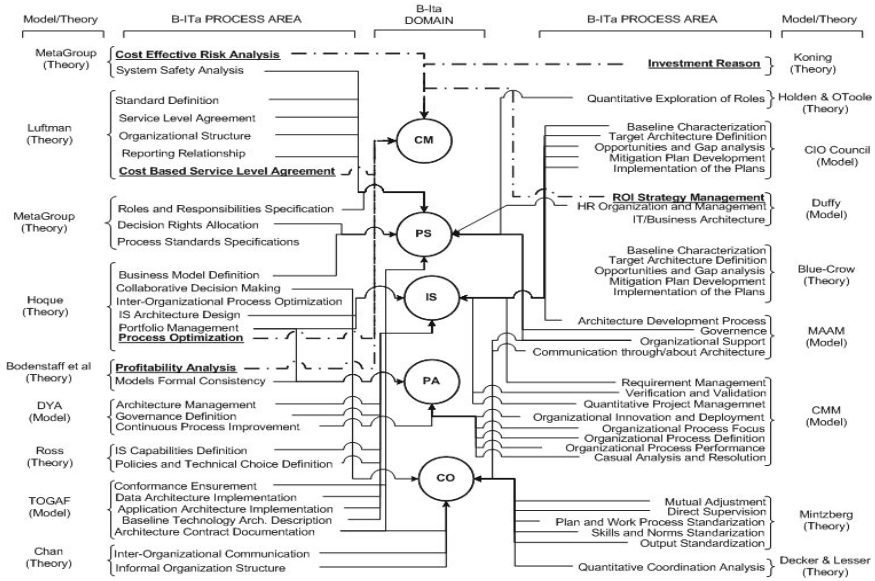 Model/Theory
B-ITa PROCESS AREA
B-Ita
DOMAIN
B-ITa PROCESS AREA
Model/Theory
MetaGroup
(Theory)
Cost Effective Risk Analysis
System Safety Analysis
Luftman
(Theory)
Standard Definition
Service Level Agreement
Organizational Structure
Reporting Relationship
Cost Based Service Level Agreement
MetaGroup
(Theory)
Roles and Responsibilities Specification
Decision Rights Allocation
Process Standards Specifications
Hoque
(Theory)
Business Model Definition
Collaborative Decision Making
Inter-Organizational Process Optimization
IS Architecture Design
Portfolio Management
Process Optimization
Bodenstaff et al
(Theory)
Profitability Analysis
Models Formal Consistency
DYA
(Model)
Architecture Management
Governance Definition
Continuous Process Improvement
Ross
(Theory)
IS Capabilities Definition
Policies and Technical Choice Definition
TOGAF
(Model)
Conformance Ensurement
Data Architecture Implementation
Application Architecture Implementation
Baseline Technology Arch. Description
Architecture Contract Documentation
Chan
(Theory)
Inter-Organizational Communication
Informal Organization Structure
CM
PS
IS
PA
CO
Investment Reason
Koning
(Theory)
Quantitative Exploration of Roles
Holden & OToole
(Theory)
Baseline Characterization
Target Architecture Definition
Opportunities and Gap analysis
Mitigation Plan Development
Implementation of the Plans
CIO Council
(Model)
ROI Strategy Management
HR Organization and Management
IT/Business Architecture
Duffy
(Model)
Baseline Characterization
Target Architecture Definition
Opportunities and Gap analysis
Mitigation Plan Development
Implementation of the Plans
Blue-Crow
(Theory)
Architecture Development Process
Governence
Organizational Support
Communication through/about Architecture
MAAM
(Model)
Requirement Management
Verification and Validation
Quantitative Project Managmnet
Organizational Innovation and Deployment
Organizational Process Focus
Organizational Process Definition
Organizational Process Performance
Casual Analysis and Resolution
CMM
(Model)
Mutual Adjustment
Direct Supervision
Plan and Work Process Standarization
Skills and Norms Standarization
Output Standardization
Mintzberg
(Theory)
Quantitative Coordination Analysis
Decker & Lesser
(Theory)